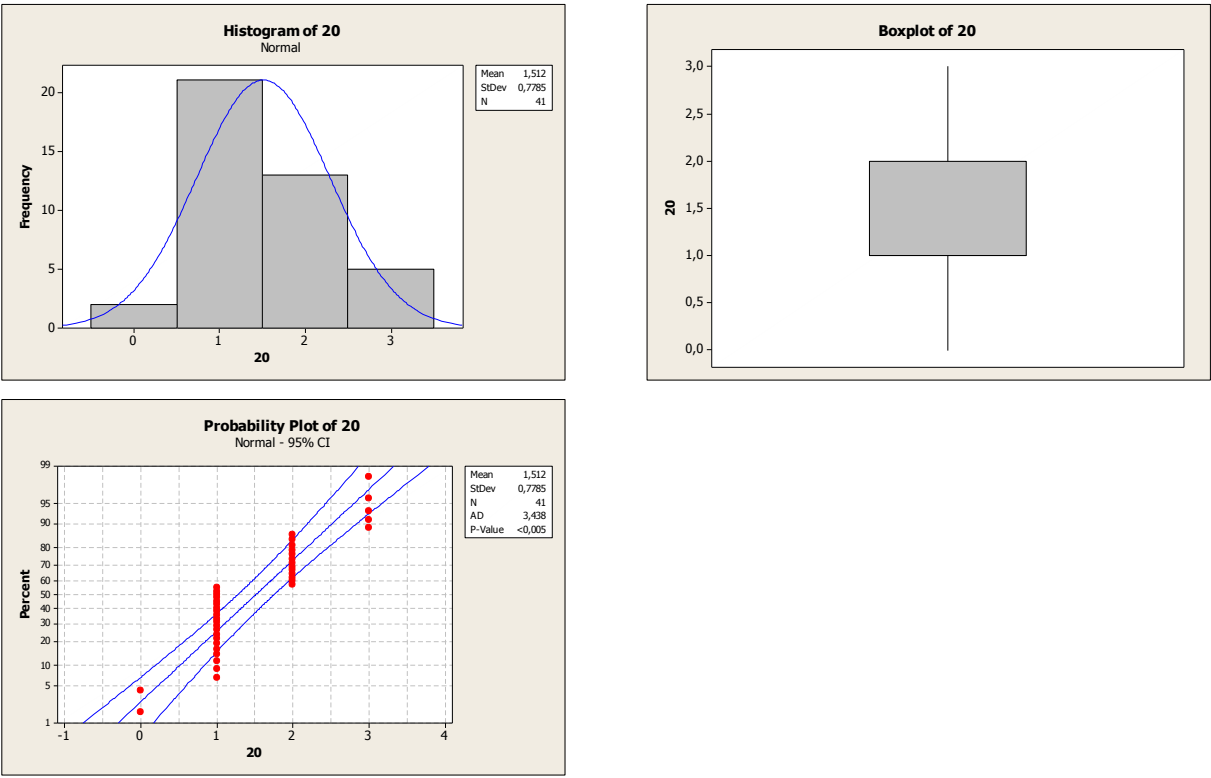 Histogram of 20
Normal
Mean 1,512
StDev 0,7785
N 41
Frequency
20
15
10
5
0
0 1 2 3
20
Boxplot of 20
20
3,0
2,5
2,0
1,5
1,0
0,5
0,0
Probability Plot of 20
Normal - 95% CI
Mean 1,512
StDev 0,7785
N 41
AD 3,438
P-Value <0,005
Percent
99
95
90
80
70
60
50
40
30
20
10
5
1
-1 0 1 2 3 4
20